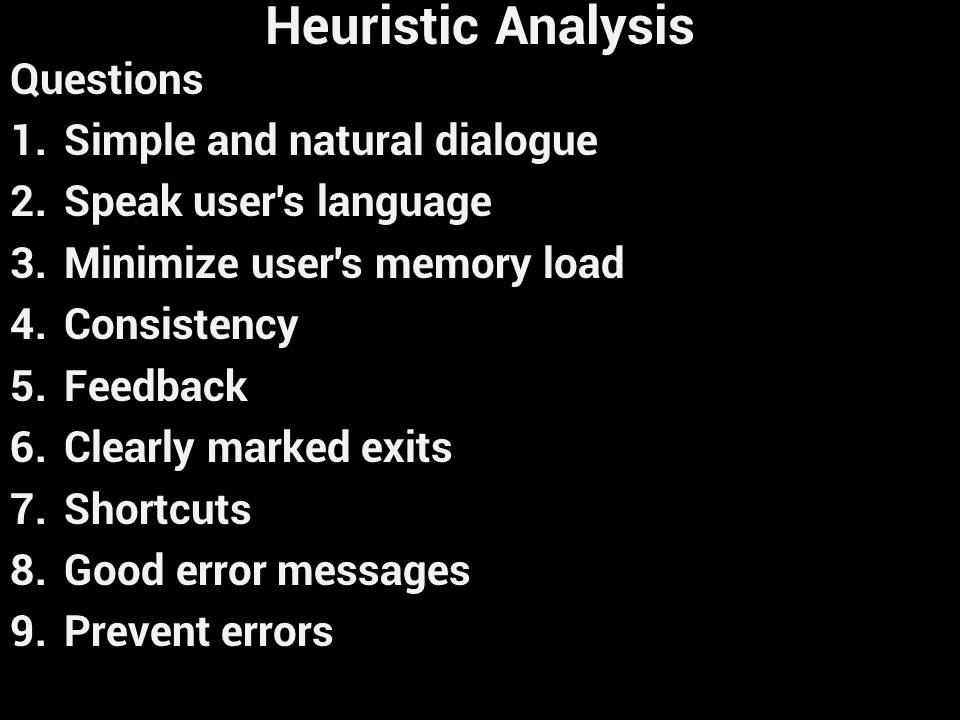 Heuristic Analysis
Questions
1. Simple and natural dialogue
2. Speak user's language
3. Minimize user's memory load
4. Consistency
5. Feedback
6. Clearly marked exits
7. Shortcuts
8. Good error messages
9. Prevent errors